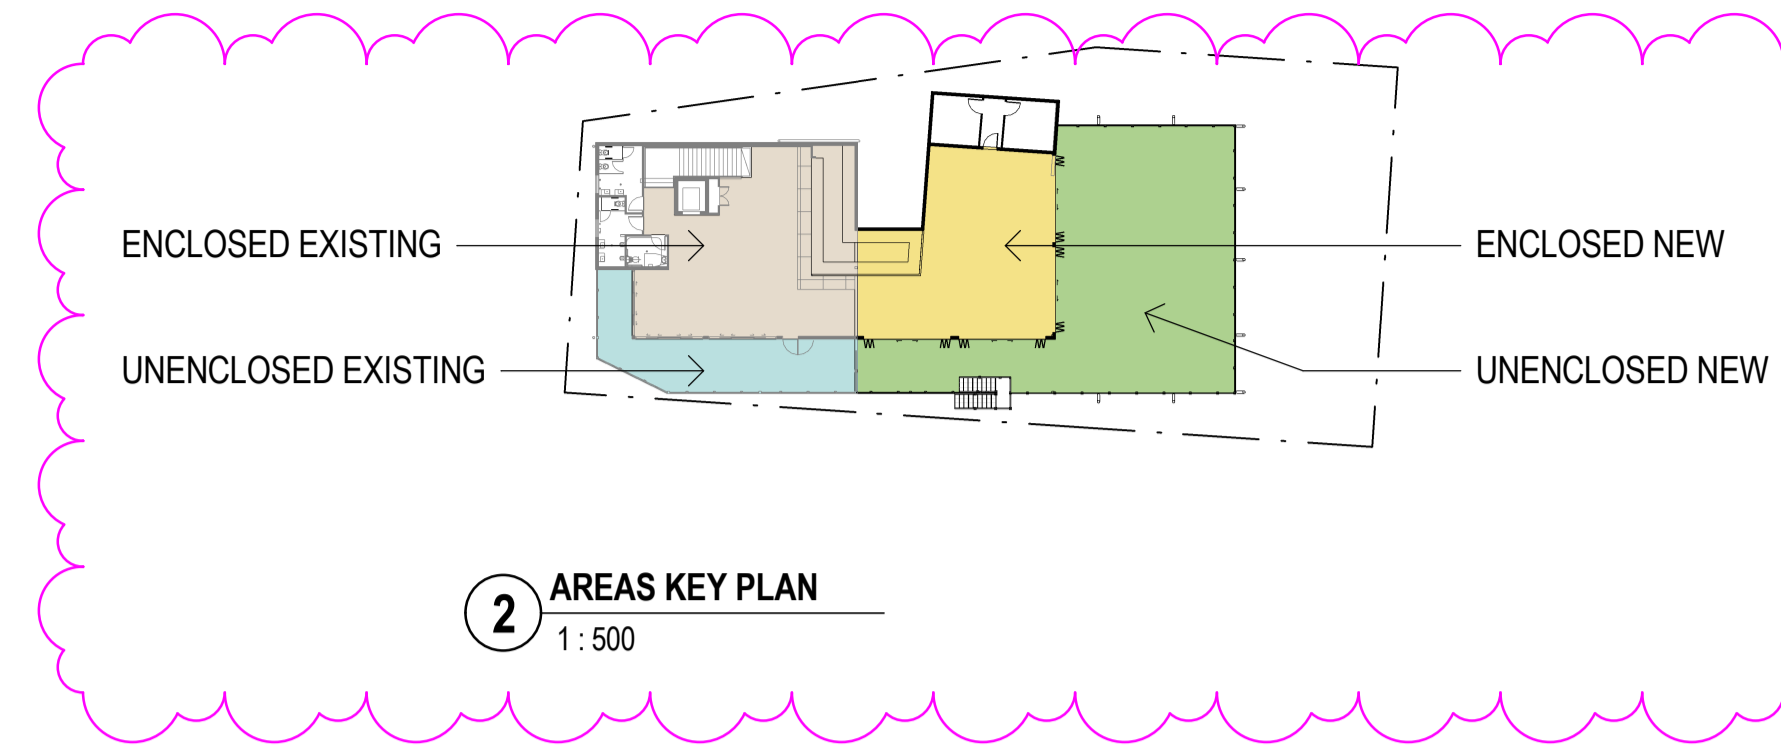 ENCLOSED EXISTING
ENCLOSED NEW
UNENCLOSED EXISTING
UNENCLOSED NEW
2
AREAS KEY PLAN
1 : 500